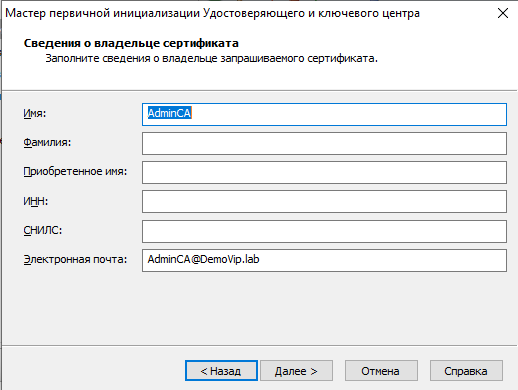 Мастер первичной инициализации Удостоверяющего и ключевого центра
Сведения о владельце сертификата
Заполните сведения о владельце запрашиваемого сертификата.
Имя: AdminCA
Фамилия:
Приобретенное имя:
ИНН:
СНИЛС:
Электронная почта: AdminCA@DemoVip.lab
< Назад Далее > Отмена Справка